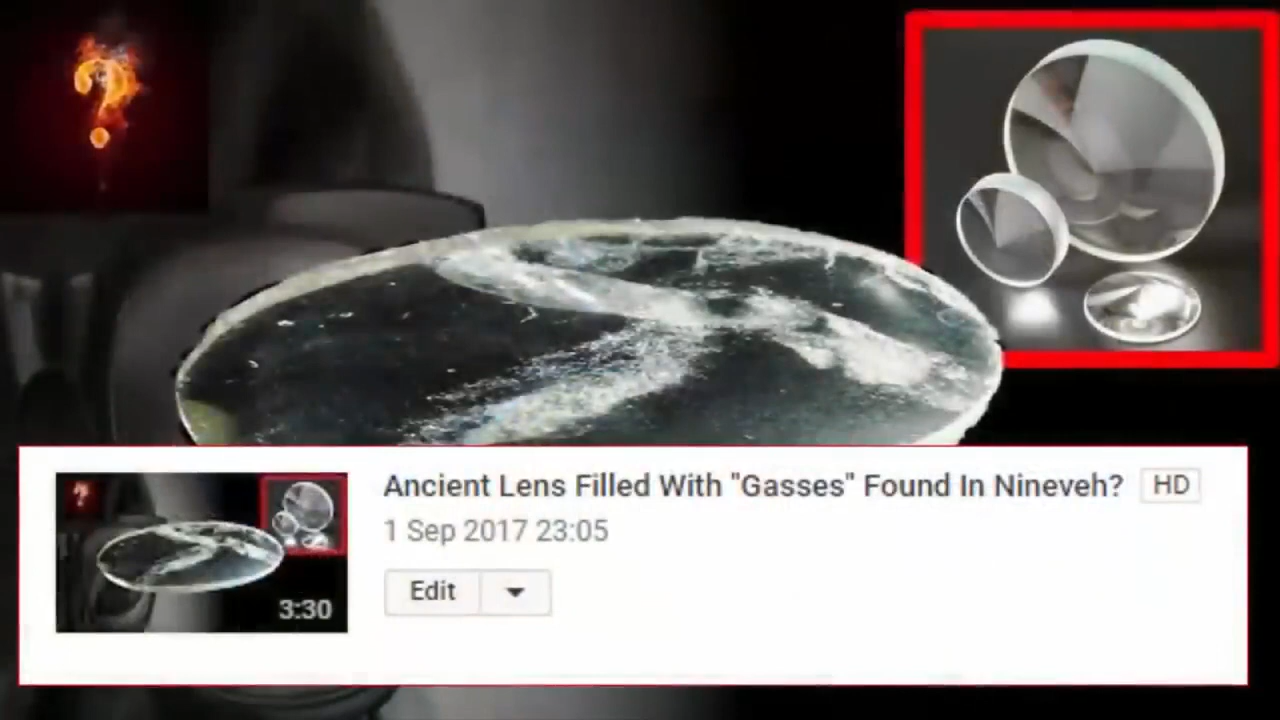 Ancient Lens Filled With "Gasses" Found In Nineveh? HD
1 Sep 2017 23:05
Edit
3:30